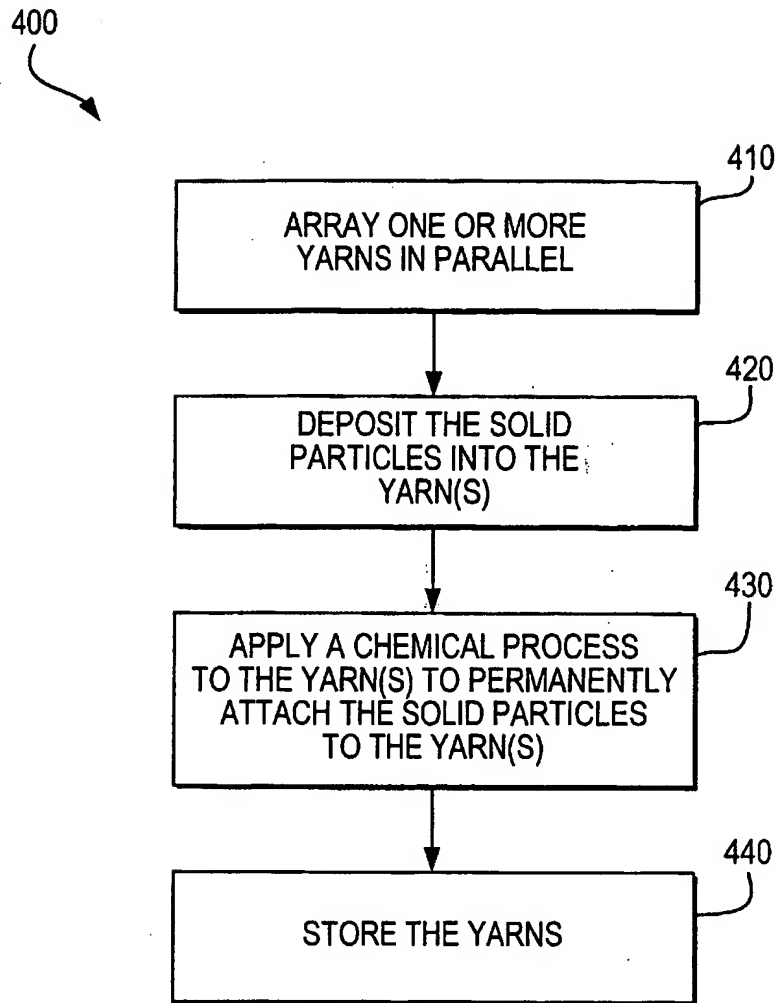 400
410
ARRAY ONE OR MORE
YARNS IN PARALLEL
420
DEPOSIT THE SOLID
PARTICLES INTO THE
YARN(S)
430
APPLY A CHEMICAL PROCESS
TO THE YARN(S) TO PERMANENTLY
ATTACH THE SOLID PARTICLES
TO THE YARN(S)
440
STORE THE YARNS